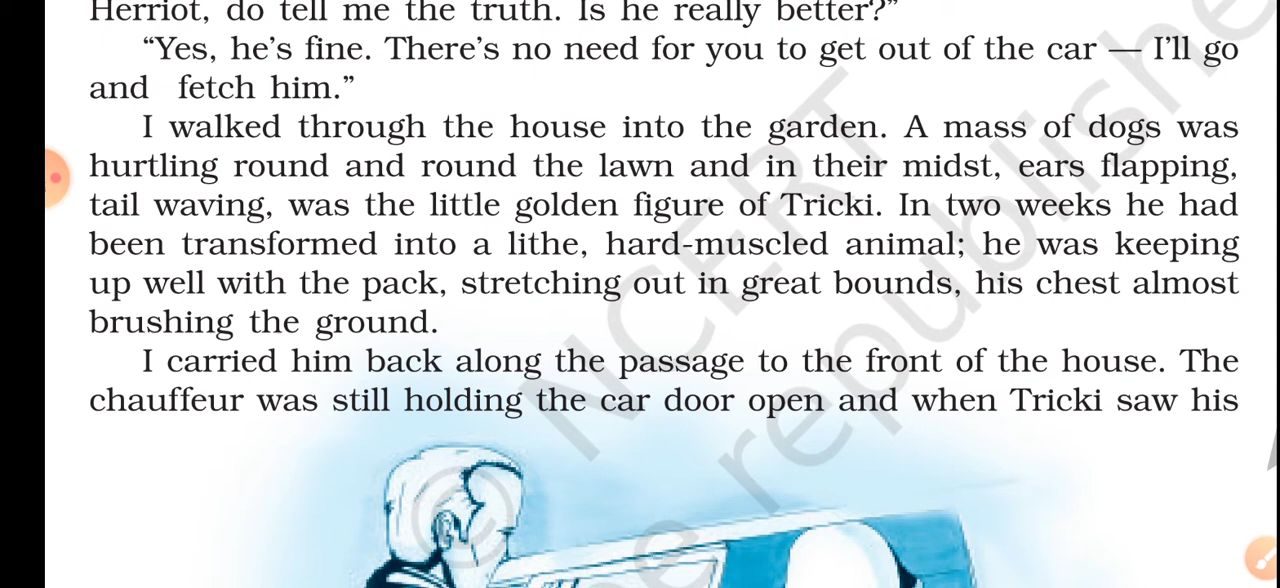 Herriot, do tell me the truth. Is he really better?”
“Yes, he’s fine. There’s no need for you to get out of the car — I’ll go
and fetch him.”
I walked through the house into the garden. A mass of dogs was
hurtling round and round the lawn and in their midst, ears flapping,
tail waving, was the little golden figure of Tricki. In two weeks he had
been transformed into a lithe, hard-muscled animal; he was keeping
up well with the pack, stretching out in great bounds, his chest almost
brushing the ground.
I carried him back along the passage to the front of the house. The
chauffeur was still holding the car door open and when Tricki saw his
© NCERT
be republishe